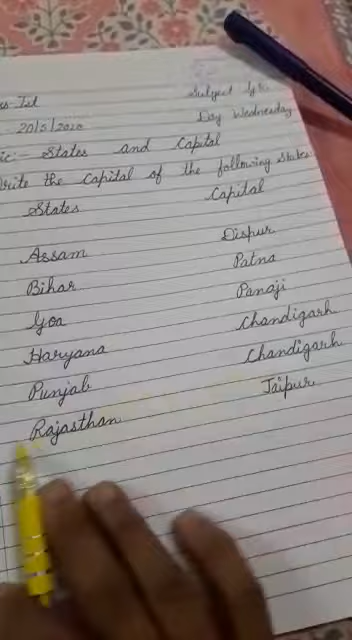 20/5/2020
Subject G.K
Day Wednesday
ic:- States and Capital
Write the Capital of the following states
States Capital
Assam Dispur
Bihar Patna
Goa Panaji
Haryana Chandigarh
Punjab Chandigarh
Rajasthan Jaipur